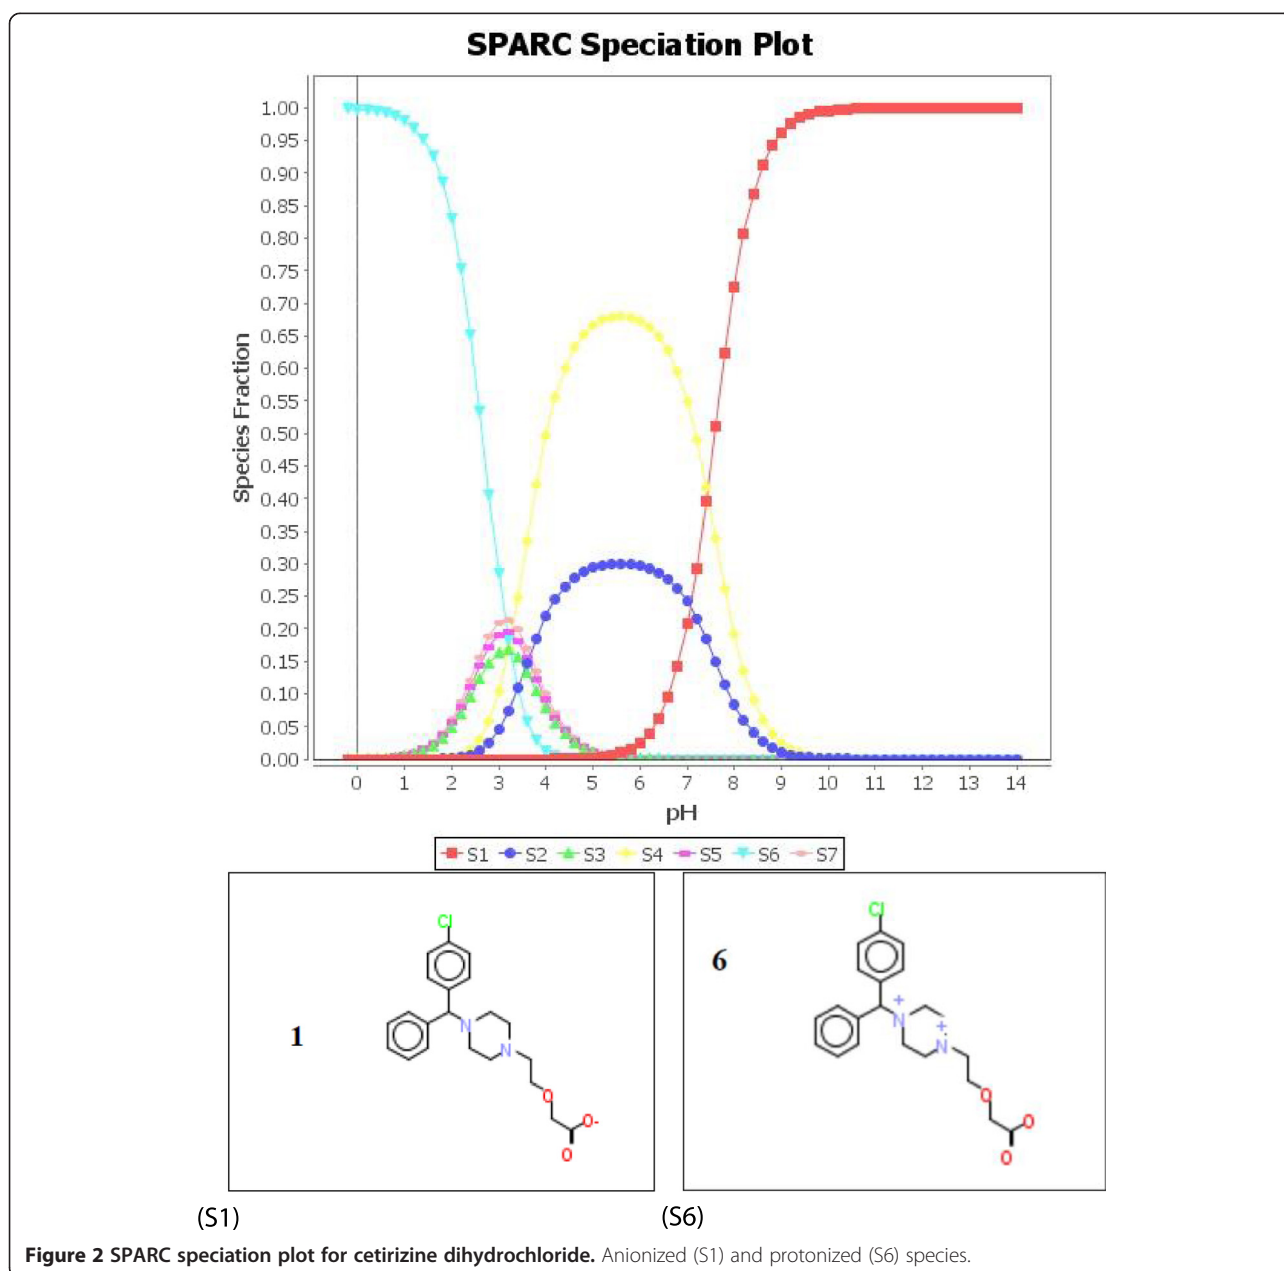 SPARC Speciation Plot
1.00
0.95
0.90
0.85
0.80
0.75
0.70
0.65
0.60
0.55
0.50
0.45
0.40
0.35
0.30
0.25
0.20
0.15
0.10
0.05
0.00
Species Fraction
0 1 2 3 4 5 6 7 8 9 10 11 12 13 14
pH
S1 S2 S3 S4 S5 S6 S7
Cl
1
N
N
O
O-
O
Cl
6
+
N
+
N
O
O
O
(S1) (S6)
Figure 2 SPARC speciation plot for cetirizine dihydrochloride. Anionized (S1) and protonized (S6) species.